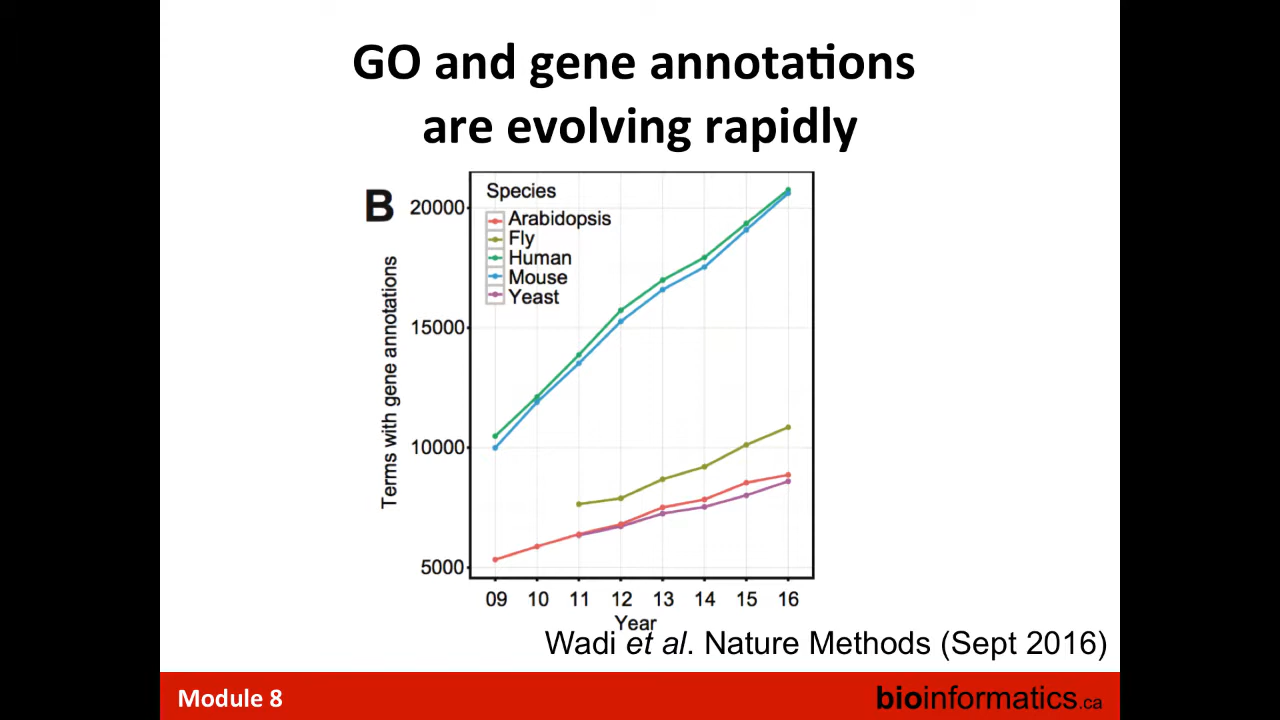 GO and gene annotations
are evolving rapidly
B
Species
Arabidopsis
Fly
Human
Mouse
Yeast
Terms with gene annotations
20000
15000
10000
5000
09 10 11 12 13 14 15 16
Year
Wadi et al. Nature Methods (Sept 2016)
Module 8
bioinformatics.ca